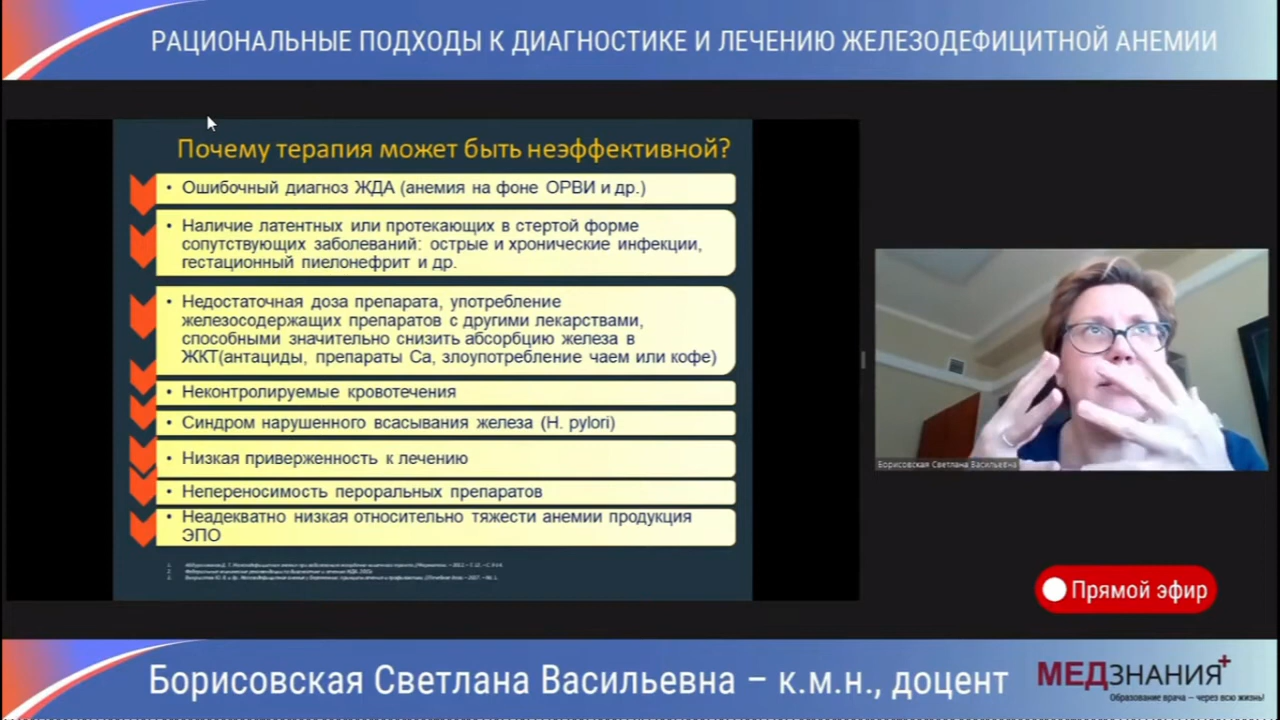 РАЦИОНАЛЬНЫЕ ПОДХОДЫ К ДИАГНОСТИКЕ И ЛЕЧЕНИЮ ЖЕЛЕЗОДЕФИЦИТНОЙ АНЕМИИ
Почему терапия может быть неэффективной?
• Ошибочный диагноз ЖДА (анемия на фоне ОРВИ и др.)
• Наличие латентных или протекающих в стертой форме
сопутствующих заболеваний: острые и хронические инфекции,
гестационный пиелонефрит и др.
• Недостаточная доза препарата, употребление
железосодержащих препаратов с другими лекарствами,
способными значительно снизить абсорбцию железа в
ЖКТ(антациды, препараты Са, злоупотребление чаем или кофе)
• Неконтролируемые кровотечения
• Синдром нарушенного всасывания железа (H. pylori)
• Низкая приверженность к лечению
• Непереносимость пероральных препаратов
• Неадекватно низкая относительно тяжести анемии продукция
ЭПО
Борисовская Светлана Васильевна
Прямой эфир
Борисовская Светлана Васильевна – к.м.н., доцент
МЕДЗНАНИЯ+
Образование врача – через всю жизнь!